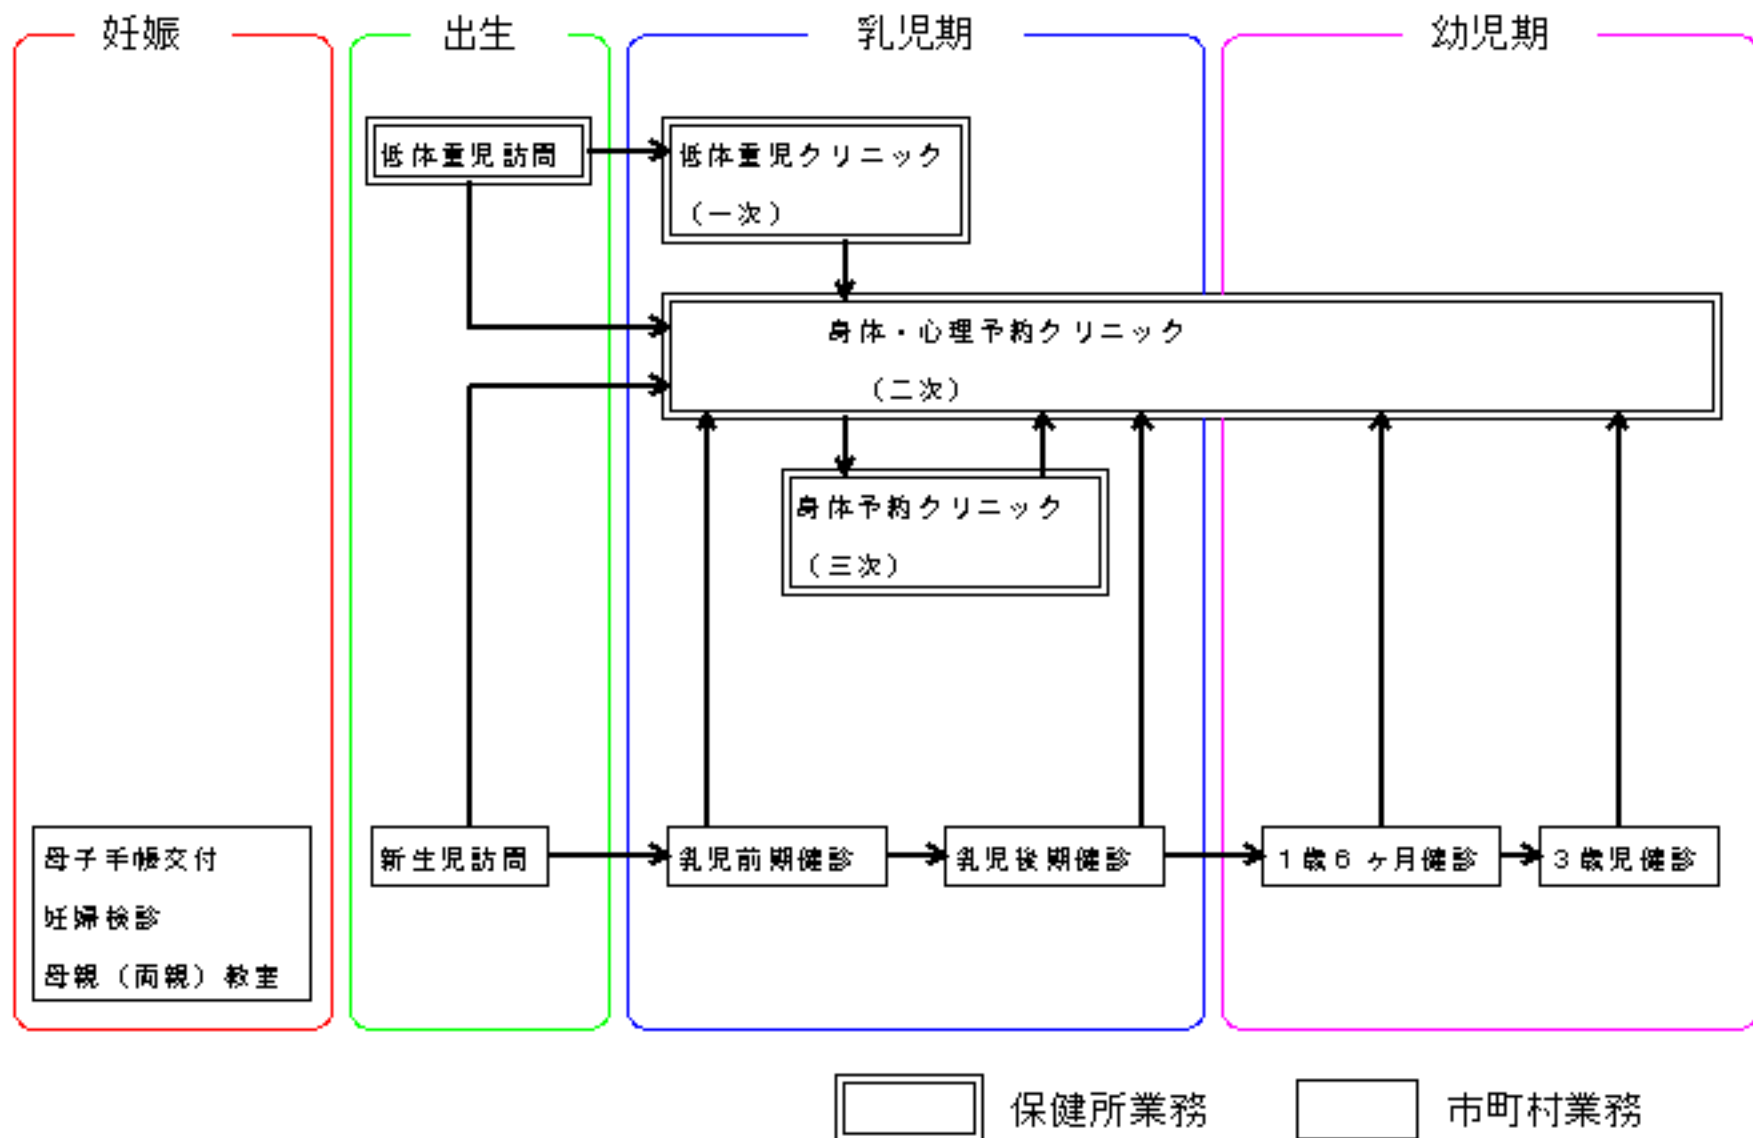 妊娠
出生
乳児期
幼児期
低体重児訪問
低体重児クリニック
（一次）
身体・心理予約クリニック
（二次）
身体予約クリニック
（三次）
母子手帳交付
妊婦検診
母親（両親）教室
新生児訪問
乳児前期健診
乳児後期健診
1歳6ヶ月健診
3歳児健診
保健所業務
市町村業務